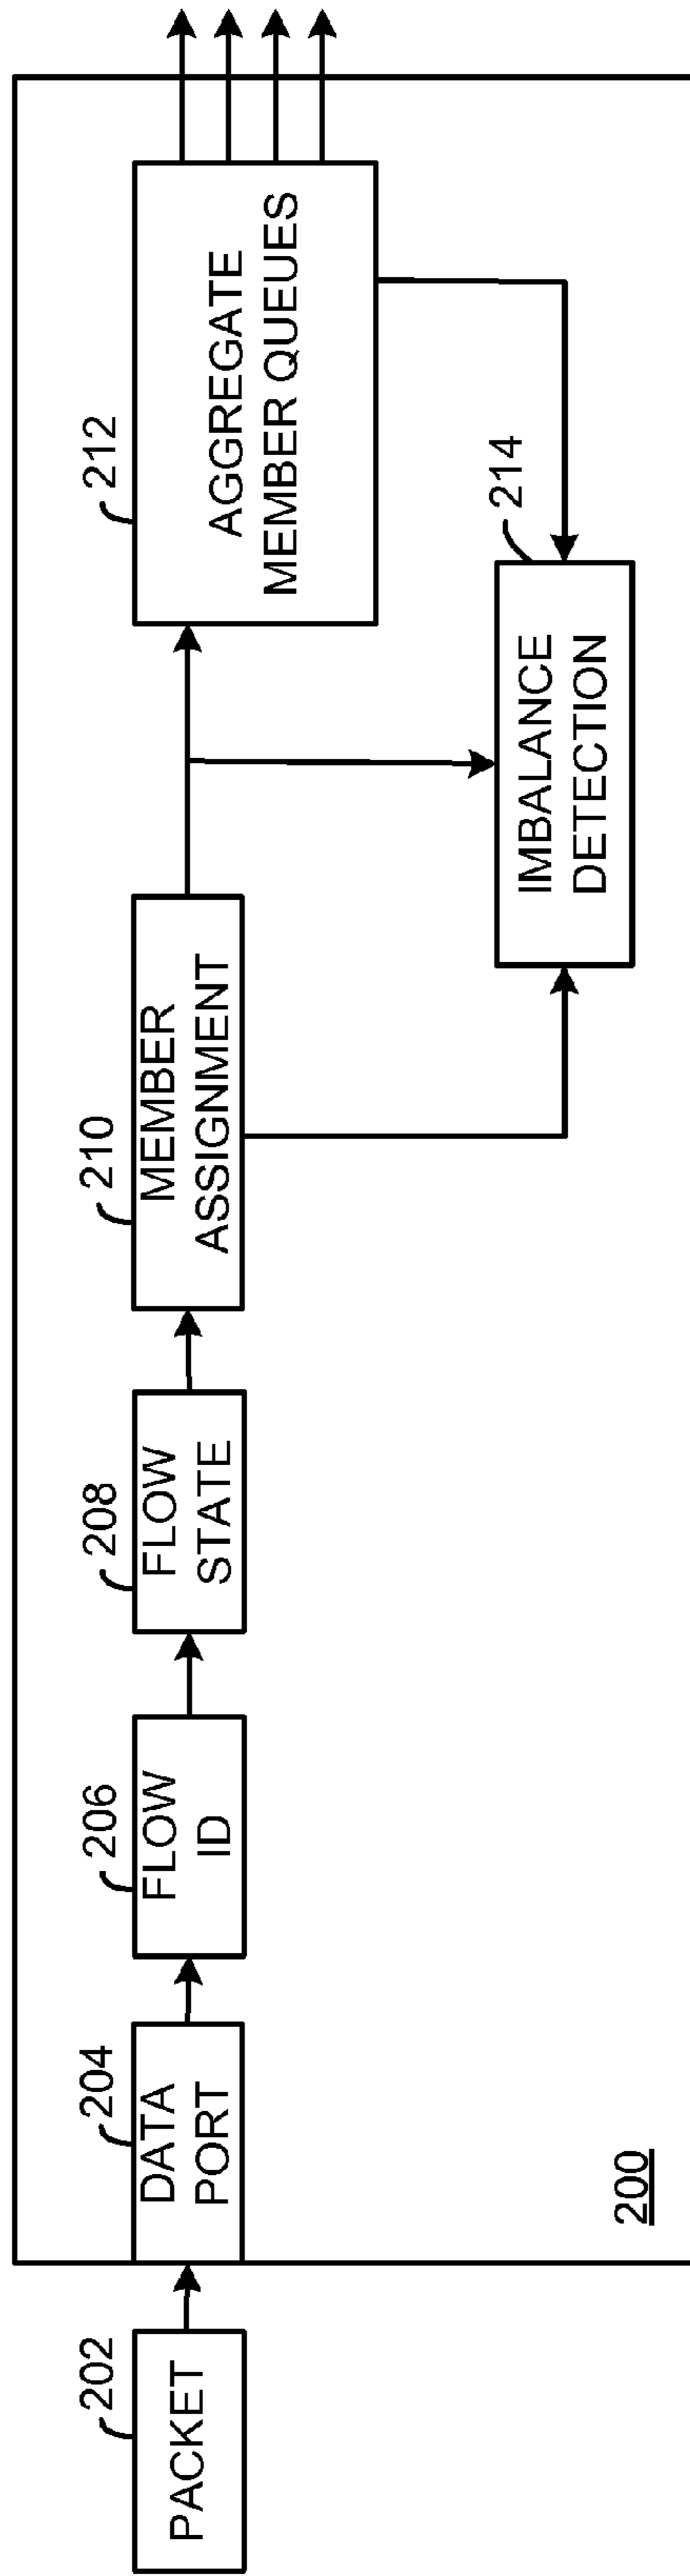 202
PACKET
204
DATA
PORT
206
FLOW
ID
208
FLOW
STATE
210
MEMBER
ASSIGNMENT
212
AGGREGATE
MEMBER QUEUES
214
IMBALANCE
DETECTION
200